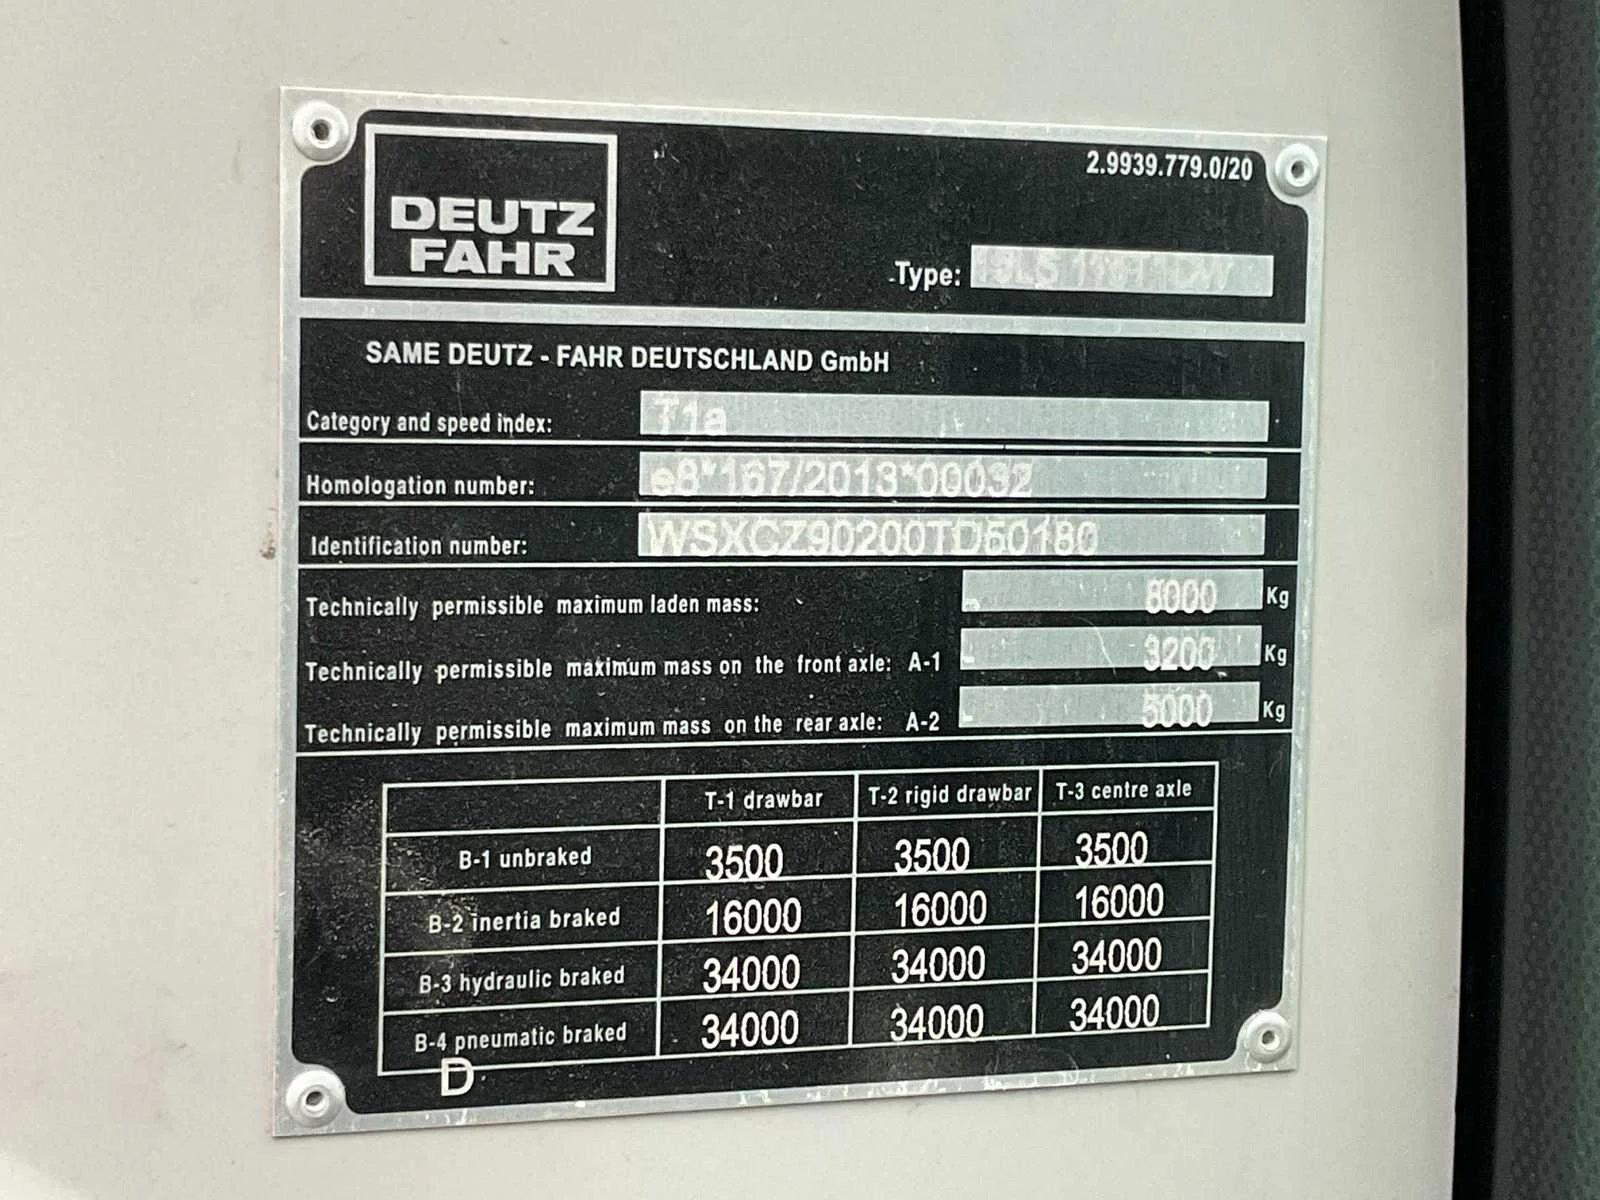 DEUTZ
FAHR
2.9939.779.0/20
Type:
SAME DEUTZ - FAHR DEUTSCHLAND GmbH
Category and speed index: T1a
Homologation number: e8*167/2013*00032
Identification number: WSXCZ90200TD50180
Technically permissible maximum laden mass: 8000 Kg
Technically permissible maximum mass on the front axle: A-1 3200 Kg
Technically permissible maximum mass on the rear axle: A-2 5000 Kg
T-1 drawbar T-2 rigid drawbar T-3 centre axle
B-1 unbraked 3500 3500 3500
B-2 inertia braked 16000 16000 16000
B-3 hydraulic braked 34000 34000 34000
B-4 pneumatic braked 34000 34000 34000
D